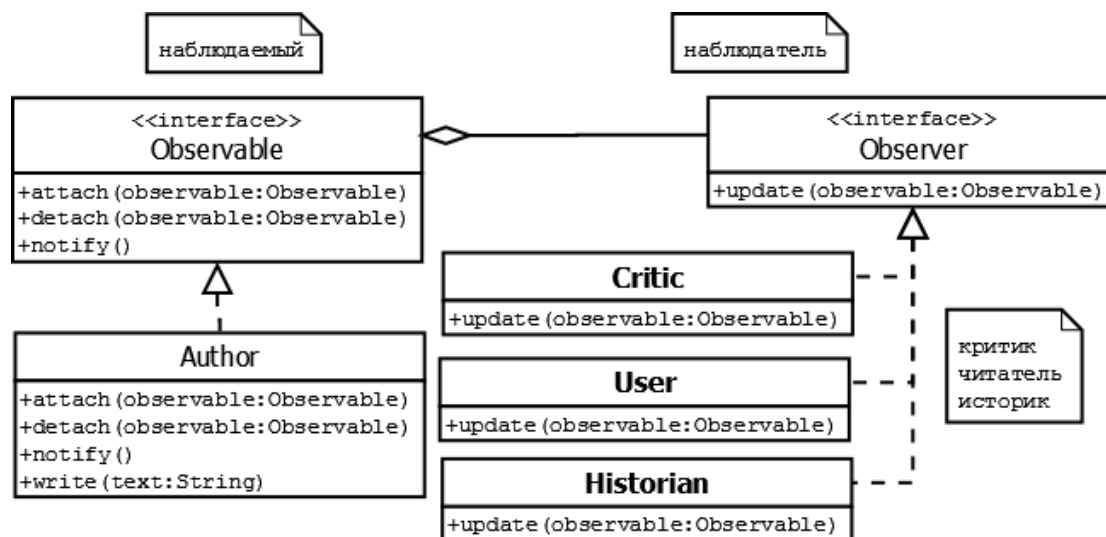 наблюдаемый
наблюдатель
<<interface>>
Observable
+attach(observable:Observable)
+detach(observable:Observable)
+notify()
<<interface>>
Observer
+update(observable:Observable)
Author
+attach(observable:Observable)
+detach(observable:Observable)
+notify()
+write(text:String)
Critic
+update(observable:Observable)
User
+update(observable:Observable)
Historian
+update(observable:Observable)
критик
читатель
историк